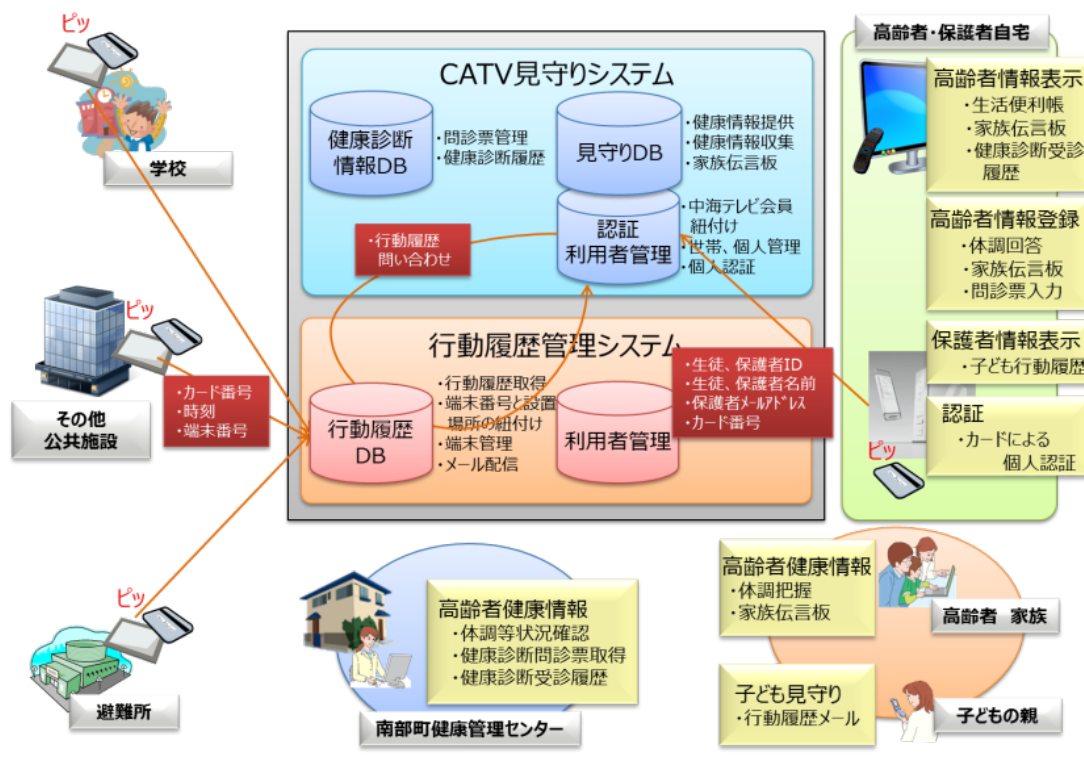 ピッ
学校
ピッ
その他
公共施設
・カード番号
・時刻
・端末番号
ピッ
避難所
CATV見守りシステム
健康診断
情報DB
・問診票管理
・健康診断履歴
見守りDB
・健康情報提供
・健康情報収集
・家族伝言板
認証
利用者管理
・中海テレビ会員
紐付け
・世帯、個人管理
・個人認証
・行動履歴
問い合わせ
行動履歴管理システム
行動履歴
DB
・行動履歴取得
・端末番号と設置
場所の紐付け
・端末管理
・メール配信
利用者管理
・生徒、保護者ID
・生徒、保護者名前
・保護者メールアドレス
・カード番号
高齢者・保護者自宅
高齢者情報表示
・生活便利帳
・家族伝言板
・健康診断受診
履歴
高齢者情報登録
・体調回答
・家族伝言板
・問診票入力
保護者情報表示
・子ども行動履歴
認証
・カードによる
個人認証
ピッ
高齢者健康情報
・体調等状況確認
・健康診断問診票取得
・健康診断受診履歴
南部町健康管理センター
高齢者健康情報
・体調把握
・家族伝言板
高齢者 家族
子ども見守り
・行動履歴メール
子どもの親